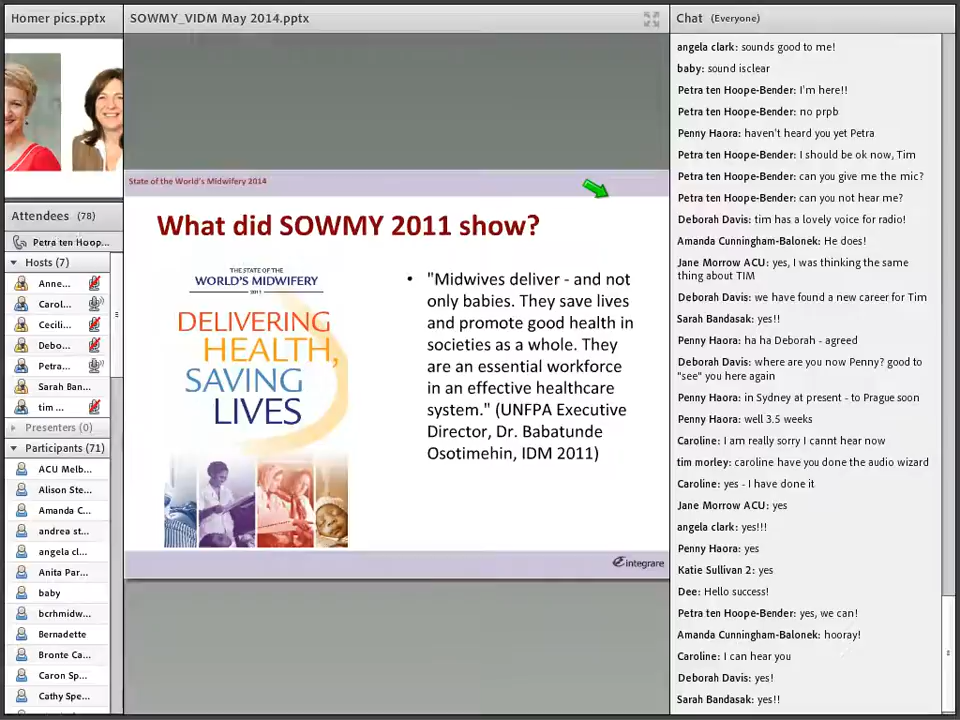 Homer pics.pptx
Attendees (78)
Petra ten Hoop...
Hosts (7)
Anne...
Carol...
Cecili...
Debo...
Petra...
Sarah Ban...
tim ...
Presenters (0)
Participants (71)
ACU Melb...
Alison Ste...
Amanda C...
andrea st...
angela cl...
Anita Par...
baby
bcrhmidw...
Bernadette
Bronte Ca...
Caron Sp...
Cathy Spe...
SOWMY_VIDM May 2014.pptx
State of the World's Midwifery 2014
What did SOWMY 2011 show?
THE STATE OF THE
WORLD'S MIDWIFERY
2011
DELIVERING
HEALTH,
SAVING
LIVES
• "Midwives deliver - and not
only babies. They save lives
and promote good health in
societies as a whole. They
are an essential workforce
in an effective healthcare
system." (UNFPA Executive
Director, Dr. Babatunde
Osotimehin, IDM 2011)
integrare
Chat (Everyone)
angela clark: sounds good to me!
baby: sound isclear
Petra ten Hoope-Bender: I'm here!!
Petra ten Hoope-Bender: no prpb
Penny Haora: haven't heard you yet Petra
Petra ten Hoope-Bender: I should be ok now, Tim
Petra ten Hoope-Bender: can you give me the mic?
Petra ten Hoope-Bender: can you not hear me?
Deborah Davis: tim has a lovely voice for radio!
Amanda Cunningham-Balonek: He does!
Jane Morrow ACU: yes, I was thinking the same
thing about TIM
Deborah Davis: we have found a new career for Tim
Sarah Bandasak: yes!!
Penny Haora: ha ha Deborah - agreed
Deborah Davis: where are you now Penny? good to
"see" you here again
Penny Haora: in Sydney at present - to Prague soon
Penny Haora: well 3.5 weeks
Caroline: I am really sorry I cannt hear now
tim morley: caroline have you done the audio wizard
Caroline: yes - I have done it
Jane Morrow ACU: yes
angela clark: yes!!!
Penny Haora: yes
Katie Sullivan 2: yes
Dee: Hello success!
Petra ten Hoope-Bender: yes, we can!
Amanda Cunningham-Balonek: hooray!
Caroline: I can hear you
Deborah Davis: yes!
Sarah Bandasak: yes!!